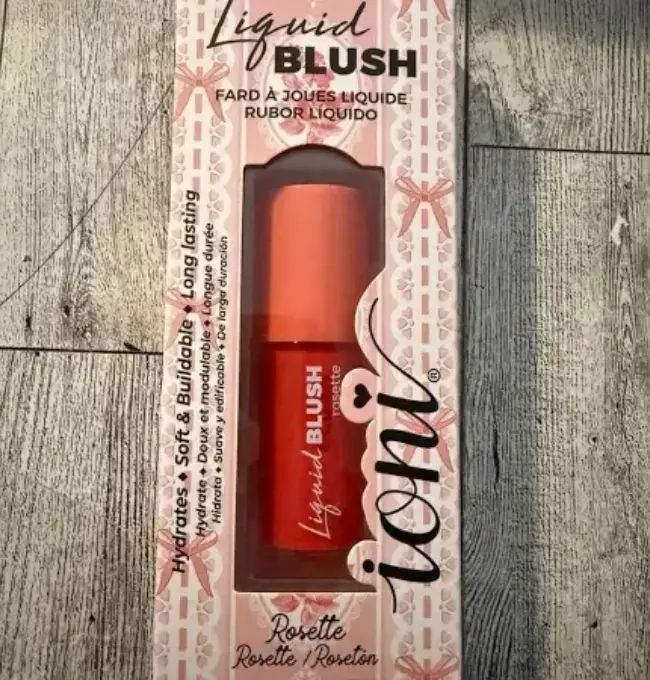 Liquid
BLUSH
FARD À JOUES LIQUIDE
RUBOR LÍQUIDO
Hydrates ♦ Soft & Buildable ♦ Long lasting
Hydrate ♦ Doux et modulable ♦ Longue durée
Hidrata ♦ Suave y edificable ♦ De larga duración
Liquid BLUSH
rosette
ioni®
Rosette
Rosette / Rosetón